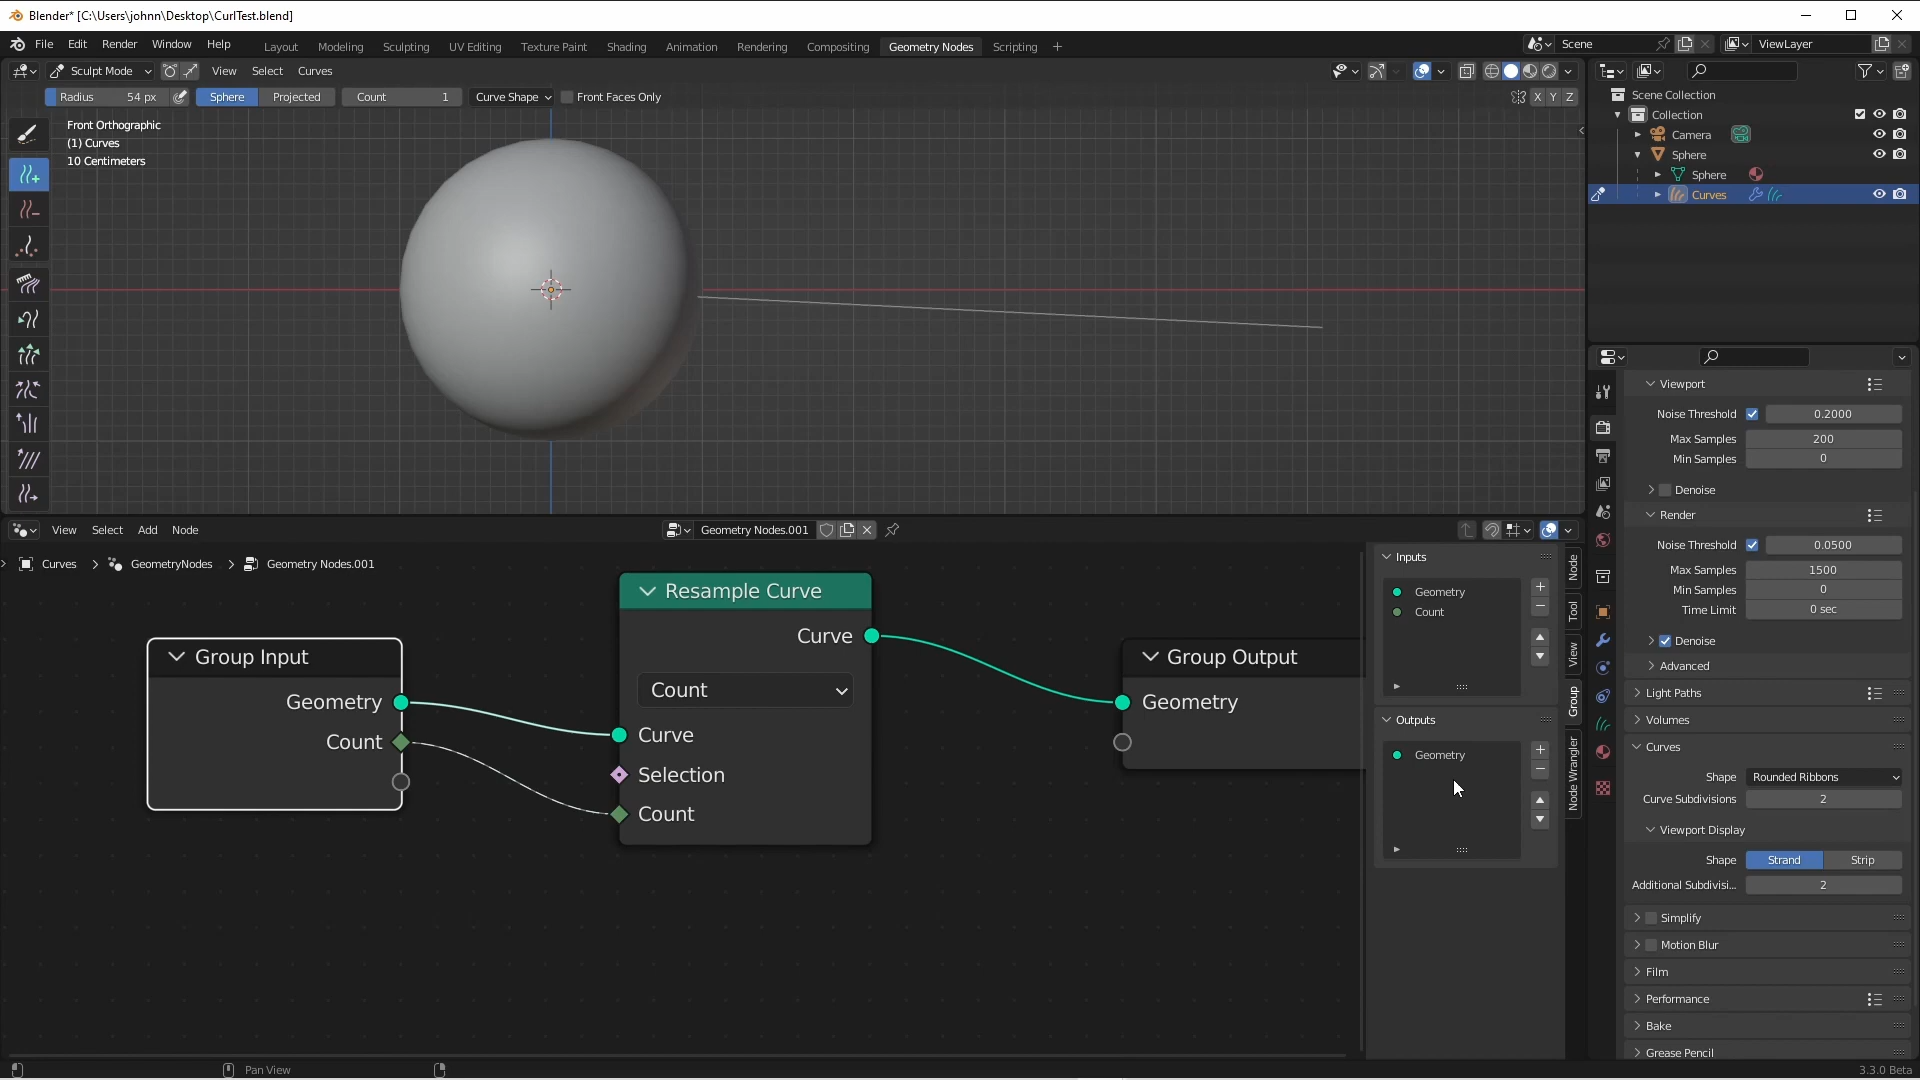 Blender* [C:\Users\johnn\Desktop\CurlTest.blend]
File Edit Render Window Help Layout Modeling Sculpting UV Editing Texture Paint Shading Animation Rendering Compositing Geometry Nodes Scripting + Scene ViewLayer
Sculpt Mode View Select Curves
Radius 54 px Sphere Projected Count 1 Curve Shape Front Faces Only X Y Z
Front Orthographic
(1) Curves
10 Centimeters
Scene Collection
Collection
Camera
Sphere
Sphere
Curves
Viewport
Noise Threshold 0.2000
Max Samples 200
Min Samples 0
Denoise
Render
Noise Threshold 0.0500
Max Samples 1500
Min Samples 0
Time Limit 0 sec
Denoise
Advanced
Light Paths
Volumes
Curves
Shape Rounded Ribbons
Curve Subdivisions 2
Viewport Display
Shape Strand Strip
Additional Subdivisi... 2
Simplify
Motion Blur
Film
Performance
Bake
Grease Pencil
View Select Add Node Geometry Nodes.001
Curves > GeometryNodes > Geometry Nodes.001
Group Input
Geometry
Count
Resample Curve
Curve
Count
Curve
Selection
Count
Group Output
Geometry
Inputs
Geometry
Count
Outputs
Geometry
Node
Tool
View
Group
Node Wrangler
Pan View
3.3.0 Beta